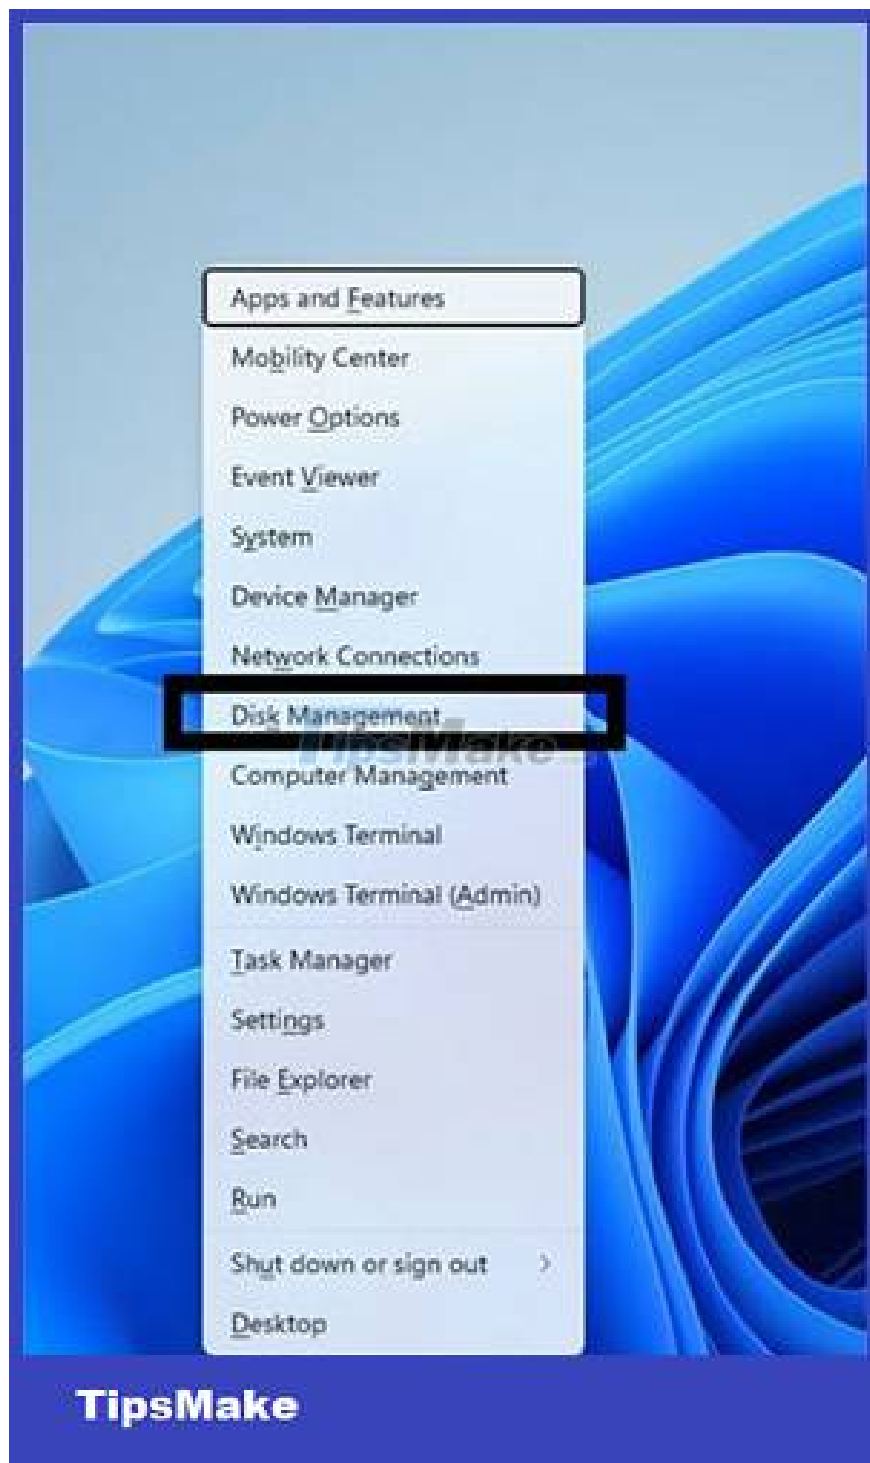 Apps and Features
Mobility Center
Power Options
Event Viewer
System
Device Manager
Network Connections
Disk Management
TipsMake
Computer Management
Windows Terminal
Windows Terminal (Admin)
Task Manager
Settings
File Explorer
Search
Run
Shut down or sign out
Desktop
TipsMake